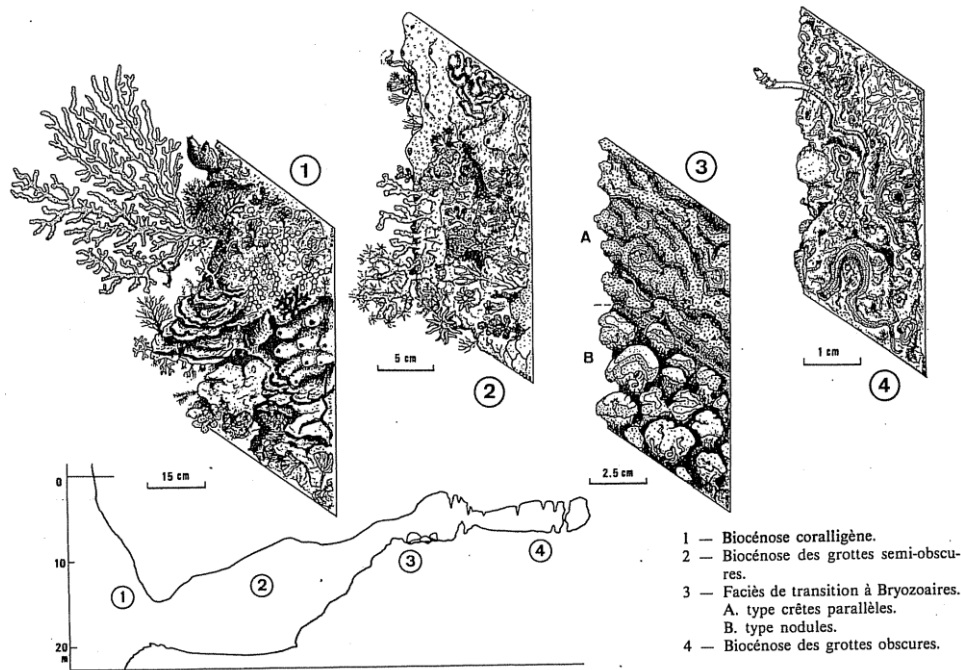 1
2
3
4
A
B
15 cm
5 cm
2.5 cm
1 cm
0
10
20
m
1
2
3
4
1 — Biocénose coralligène.
2 — Biocénose des grottes semi-obscu-
res.
3 — Faciès de transition à Bryozoaires.
A. type crêtes parallèles.
B. type nodules.
4 — Biocénose des grottes obscures.